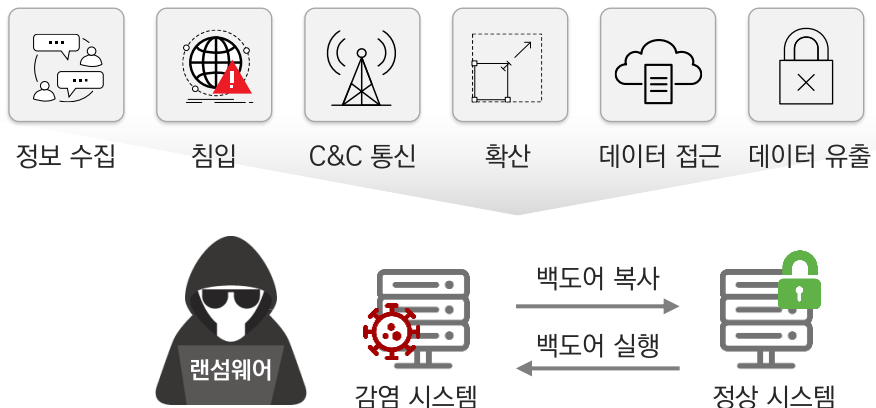 정보 수집
침입
C&C 통신
확산
데이터 접근
데이터 유출
백도어 복사
백도어 실행
랜섬웨어
감염 시스템
정상 시스템